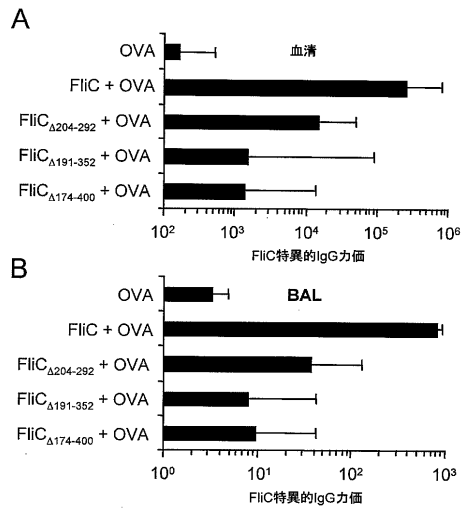 A
血清
OVA
FliC + OVA
FliCΔ204-292 + OVA
FliCΔ191-352 + OVA
FliCΔ174-400 + OVA
10² 10³ 10⁴ 10⁵ 10⁶
FliC特異的IgG力価
B
BAL
OVA
FliC + OVA
FliCΔ204-292 + OVA
FliCΔ191-352 + OVA
FliCΔ174-400 + OVA
10⁰ 10¹ 10² 10³
FliC特異的IgG力価